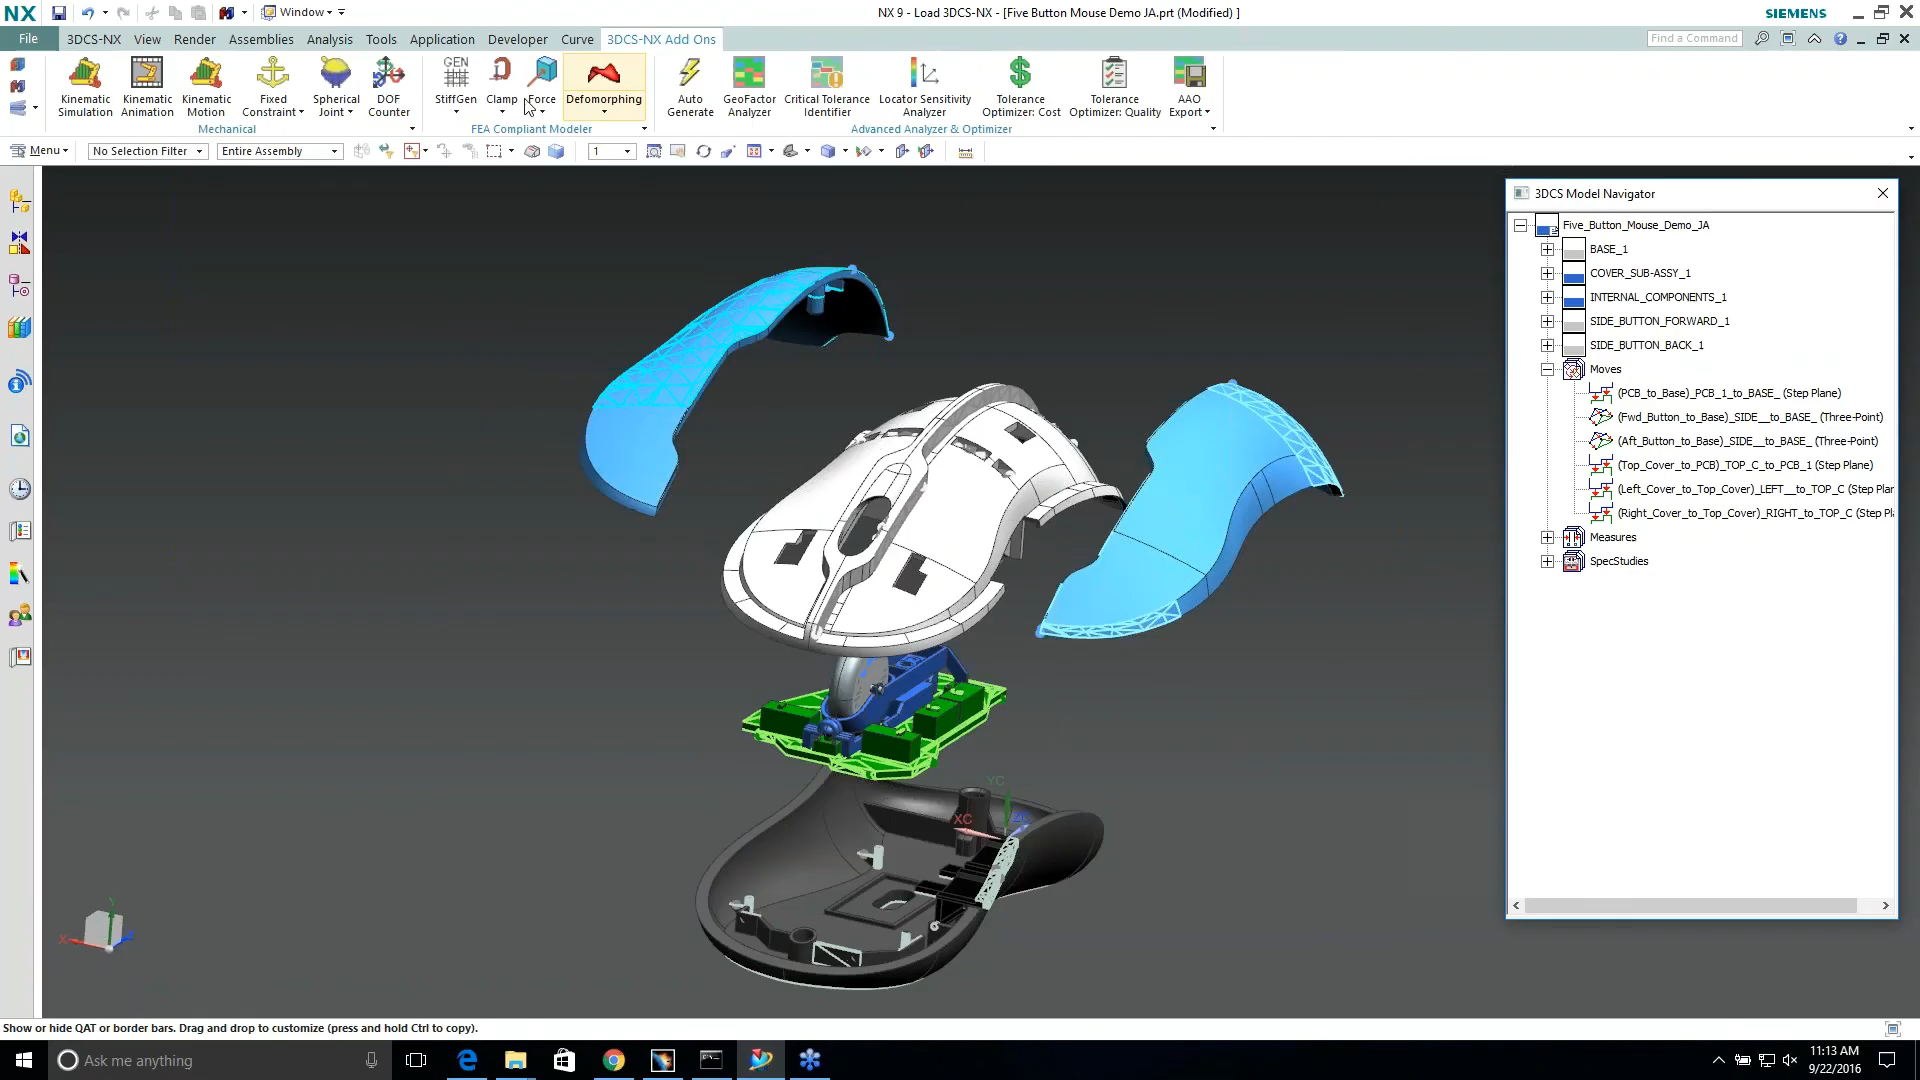 NX
Window
NX 9 - Load 3DCS-NX - [Five Button Mouse Demo JA.prt (Modified) ]
SIEMENS
File 3DCS-NX View Render Assemblies Analysis Tools Application Developer Curve 3DCS-NX Add Ons
Find a Command
Kinematic Simulation
Kinematic Animation
Kinematic Motion
Fixed Constraint
Spherical Joint
DOF Counter
GEN
StiffGen
Clamp
Force
Defomorphing
Auto Generate
GeoFactor Analyzer
Critical Tolerance Identifier
Locator Sensitivity Analyzer
Tolerance Optimizer: Cost
Tolerance Optimizer: Quality
AAO Export
Mechanical
FEA Compliant Modeler
Advanced Analyzer & Optimizer
Menu
No Selection Filter
Entire Assembly
1
3DCS Model Navigator
Five_Button_Mouse_Demo_JA
BASE_1
COVER_SUB-ASSY_1
INTERNAL_COMPONENTS_1
SIDE_BUTTON_FORWARD_1
SIDE_BUTTON_BACK_1
Moves
(PCB_to_Base)_PCB_1_to_BASE_ (Step Plane)
(Fwd_Button_to_Base)_SIDE__to_BASE_ (Three-Point)
(Aft_Button_to_Base)_SIDE__to_BASE_ (Three-Point)
(Top_Cover_to_PCB)_TOP_C_to_PCB_1 (Step Plane)
(Left_Cover_to_Top_Cover)_LEFT__to_TOP_C (Step Plar
(Right_Cover_to_Top_Cover)_RIGHT_to_TOP_C (Step Pl
Measures
SpecStudies
YC
XC
X
Show or hide QAT or border bars. Drag and drop to customize (press and hold Ctrl to copy).
Ask me anything
11:13 AM
9/22/2016